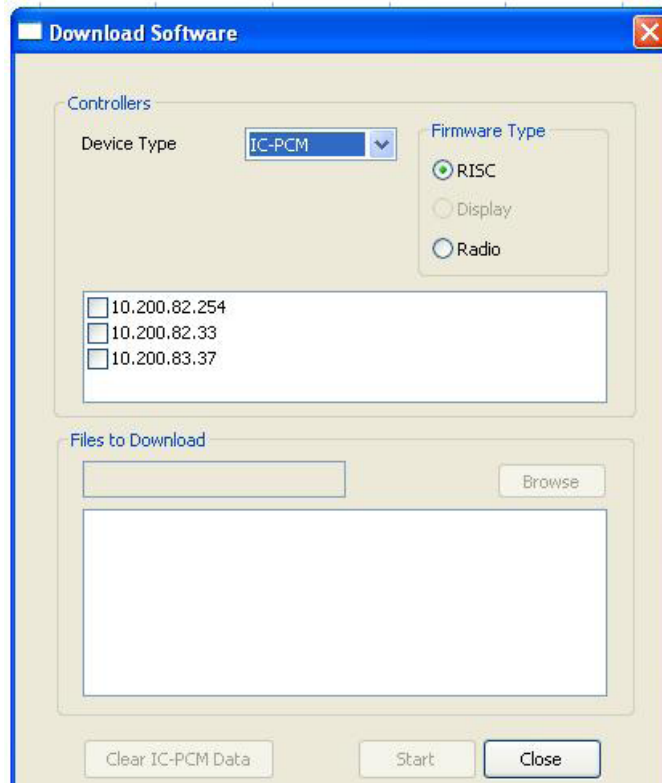 Download Software
Controllers
Device Type
IC-PCM
Firmware Type
RISC
Display
Radio
10.200.82.254
10.200.82.33
10.200.83.37
Files to Download
Browse
Clear IC-PCM Data
Start
Close